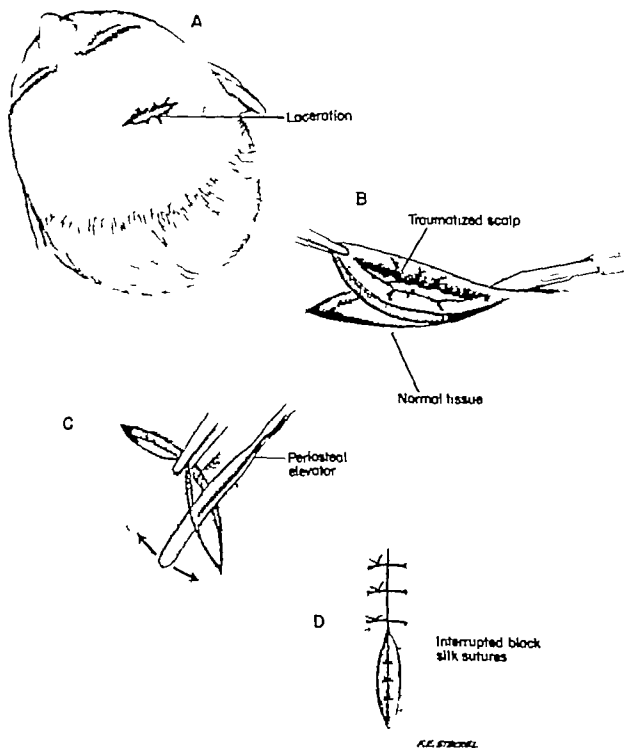 A
Laceration
B
Traumatized scalp
Normal tissue
C
Periosteal
elevator
D
Interrupted black
silk sutures